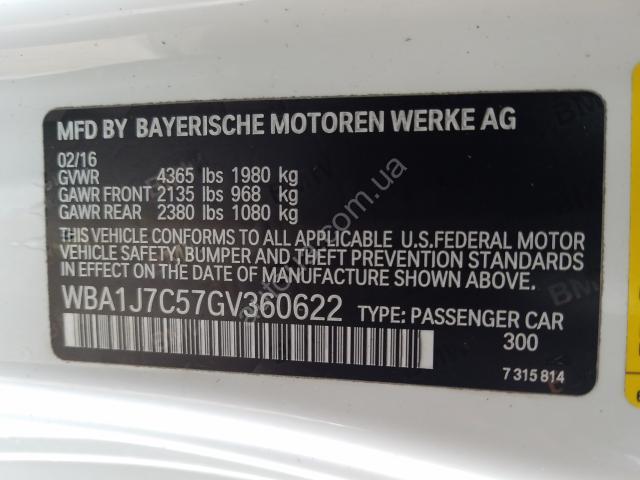 MFD BY BAYERISCHE MOTOREN WERKE AG
02/16
GVWR 4365 lbs 1980 kg
GAWR FRONT 2135 lbs 968 kg
GAWR REAR 2380 lbs 1080 kg
THIS VEHICLE CONFORMS TO ALL APPLICABLE U.S.FEDERAL MOTOR
VEHICLE SAFETY, BUMPER AND THEFT PREVENTION STANDARDS
IN EFFECT ON THE DATE OF MANUFACTURE SHOWN ABOVE.
WBA1J7C57GV360622
TYPE: PASSENGER CAR
300
7 315 814